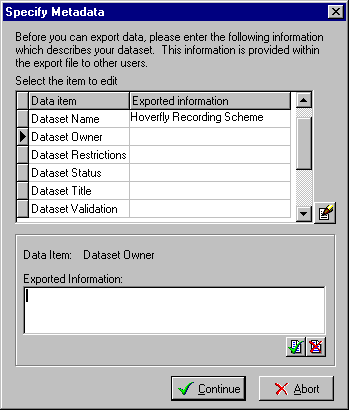 Specify Metadata
Before you can export data, please enter the following information
which describes your dataset. This information is provided within
the export file to other users.
Select the item to edit
Data item Exported information
Dataset Name Hoverfly Recording Scheme
Dataset Owner
Dataset Restrictions
Dataset Status
Dataset Title
Dataset Validation
Data Item: Dataset Owner
Exported Information:
Continue Abort